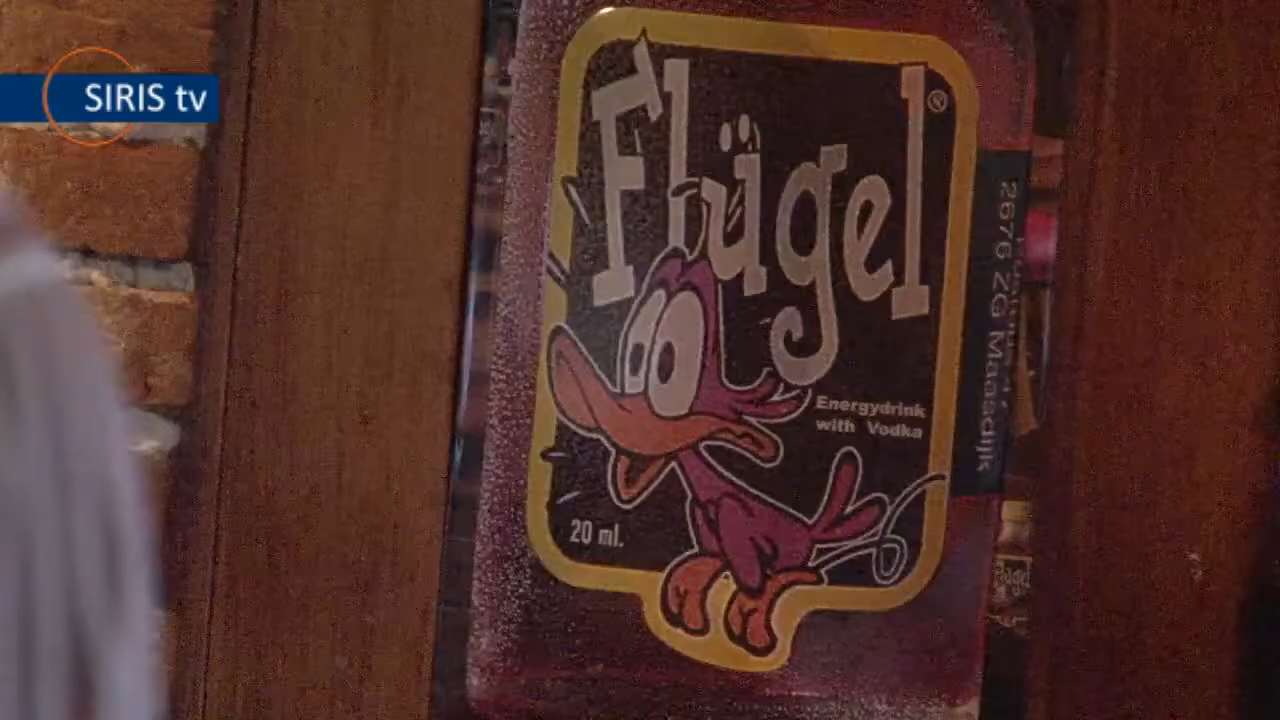 SIRIS tv
Flügel®
Energydrink
with Vodka
20 ml.
2676 ZG Maasdijk